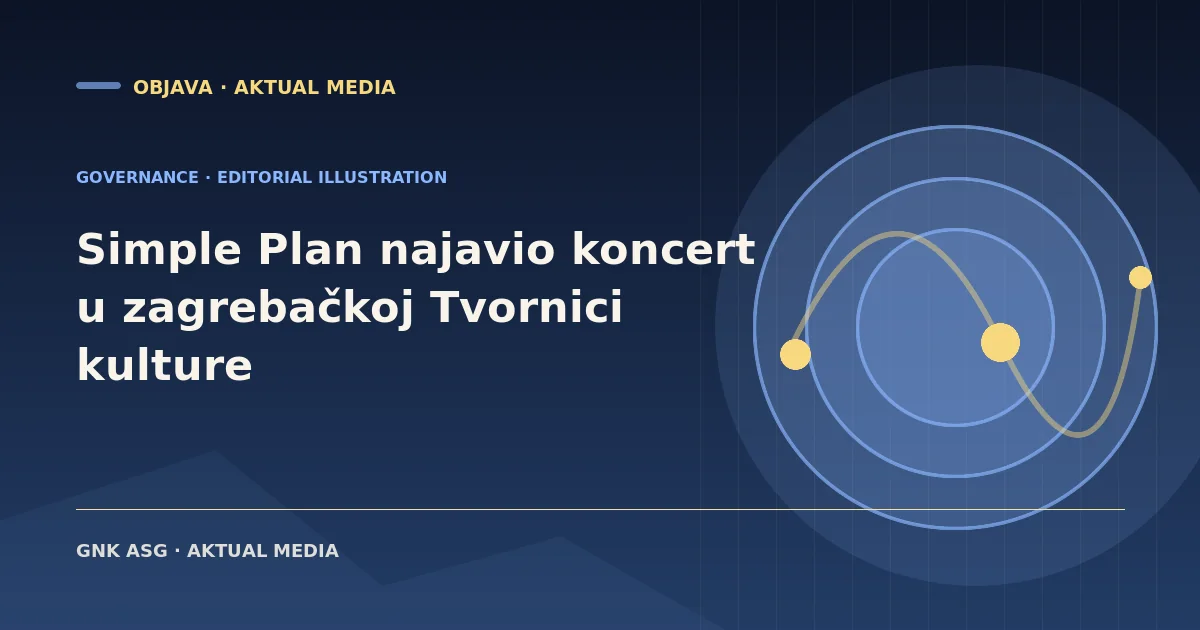 OBJAVA · AKTUAL MEDIA
GOVERNANCE · EDITORIAL ILLUSTRATION
Simple Plan najavio koncert
u zagrebačkoj Tvornici
kulture
GNK ASG · AKTUAL MEDIA